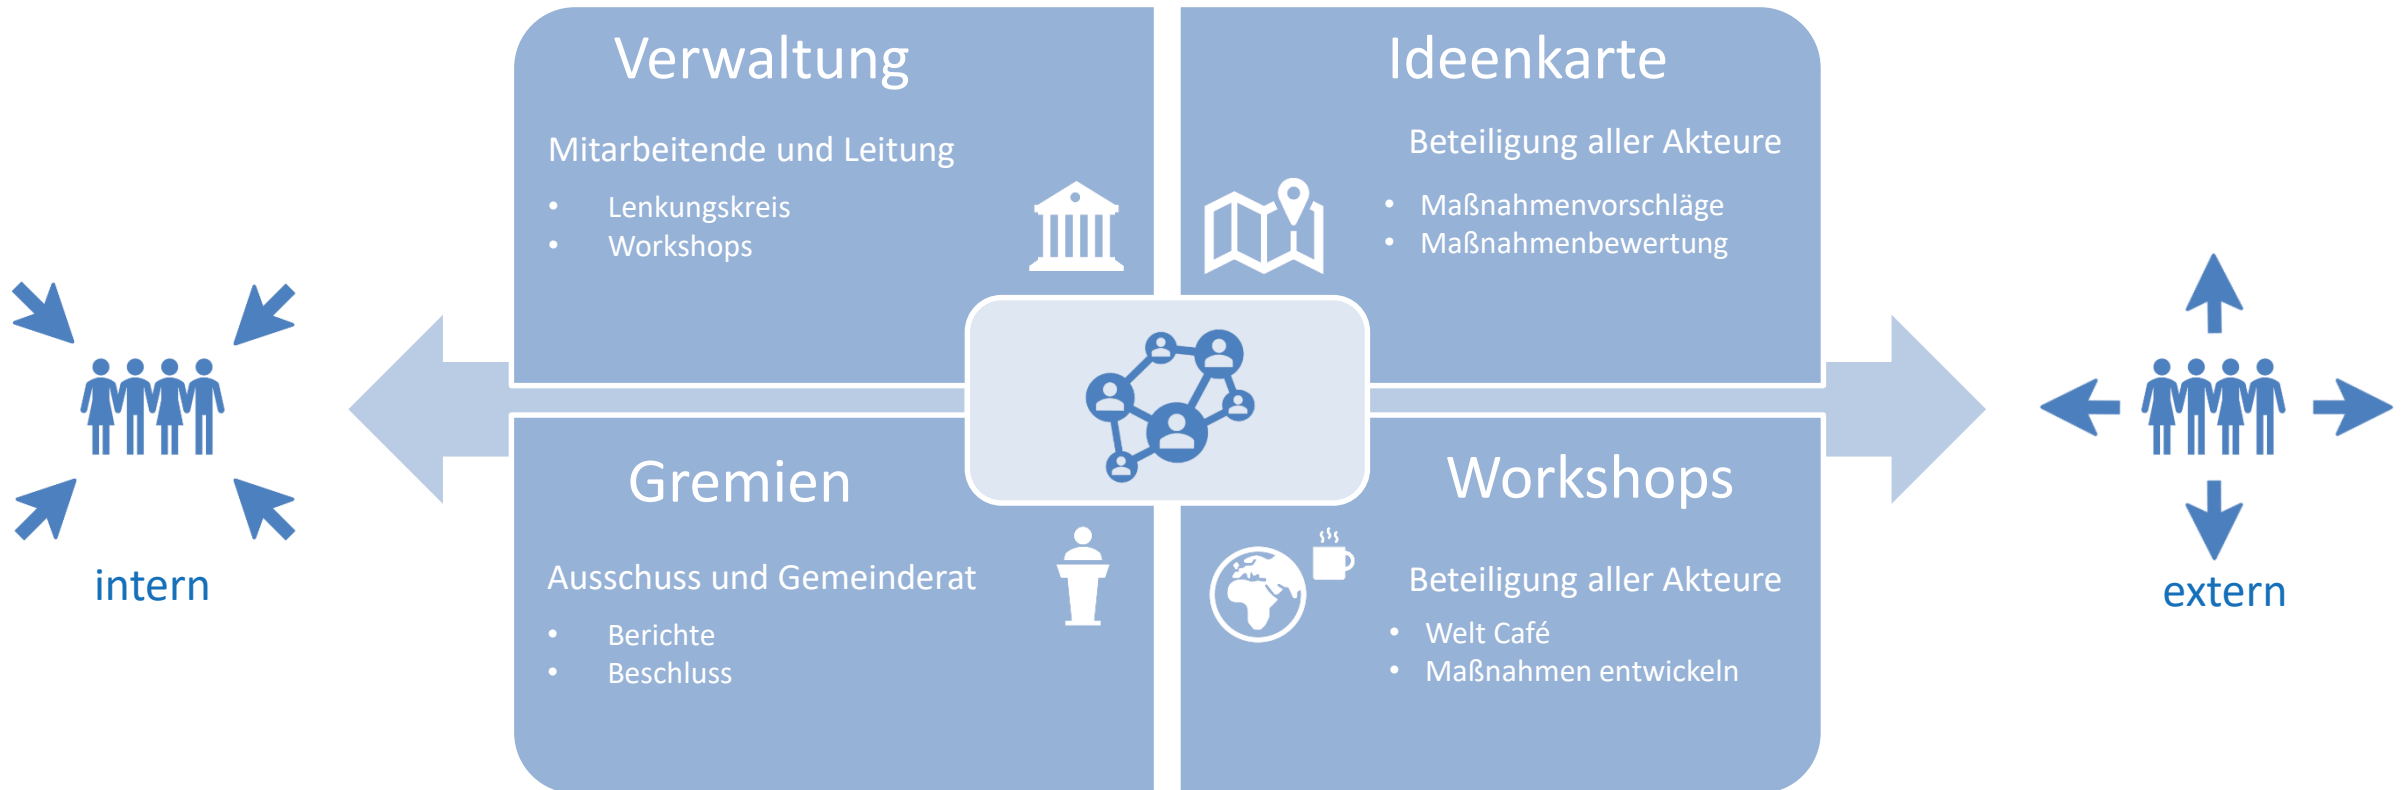 Verwaltung
Mitarbeitende und Leitung
• Lenkungskreis
• Workshops
Ideenkarte
Beteiligung aller Akteure
• Maßnahmenvorschläge
• Maßnahmenbewertung
intern
Gremien
Ausschuss und Gemeinderat
• Berichte
• Beschluss
Workshops
Beteiligung aller Akteure
• Welt Café
• Maßnahmen entwickeln
extern